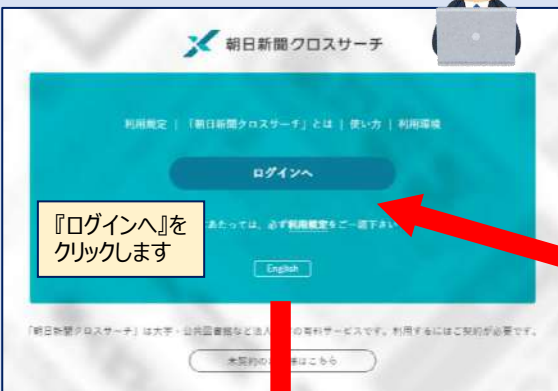 朝日新聞クロスサーチ
利用規定 | 「朝日新聞クロスサーチ」とは | 使い方 | 利用環境
ログインへ
『ログインへ』を
クリックします
あたっては、必ず利用規定をご一読下さい
English
「朝日新聞クロスサーチ」は大学・公共図書館など法人の有料サービスです。利用するにはご契約が必要です。
未契約のはこちら